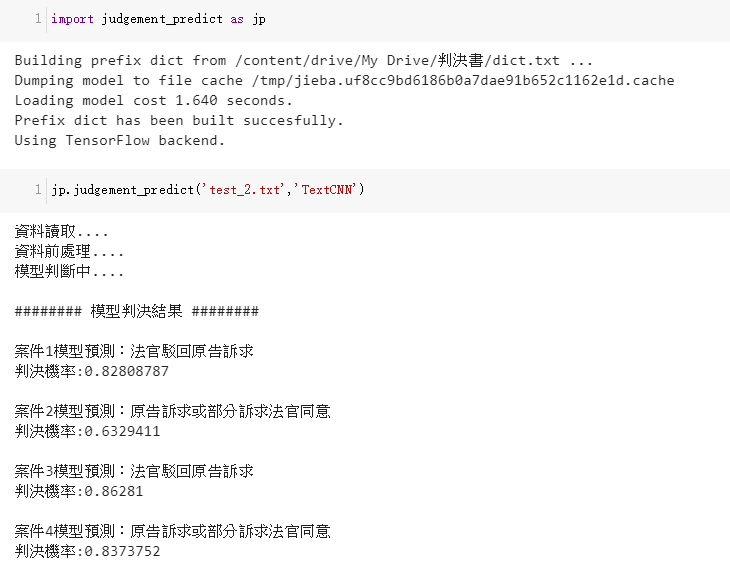 1 import judgement_predict as jp
Building prefix dict from /content/drive/My Drive/判決書/dict.txt ...
Dumping model to file cache /tmp/jieba.uf8cc9bd6186b0a7dae91b652c1162e1d.cache
Loading model cost 1.640 seconds.
Prefix dict has been built succesfully.
Using TensorFlow backend.
1 jp.judgement_predict('test_2.txt','TextCNN')
資料讀取....
資料前處理....
模型判斷中....
######## 模型判決結果 ########
案件1模型預測：法官駁回原告訴求
判決機率:0.82808787
案件2模型預測：原告訴求或部分訴求法官同意
判決機率:0.6329411
案件3模型預測：法官駁回原告訴求
判決機率:0.86281
案件4模型預測：原告訴求或部分訴求法官同意
判決機率:0.8373752